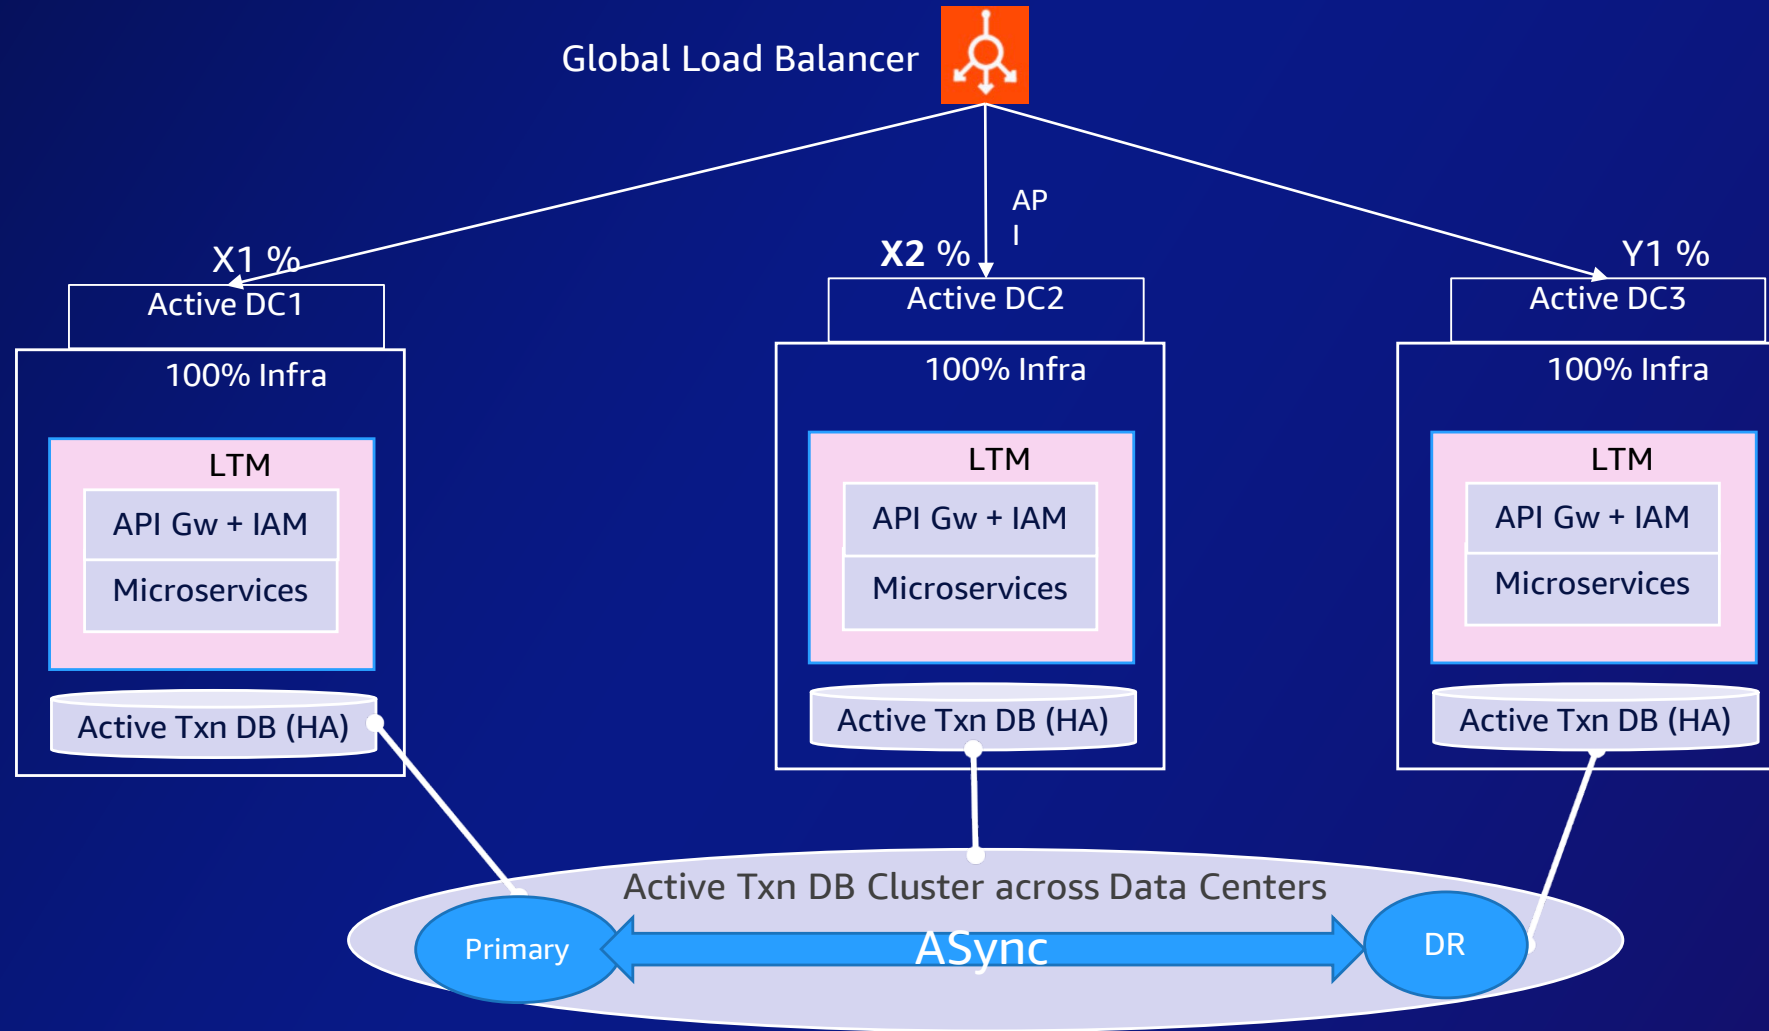 Global Load Balancer
AP
I
X1 %
X2 %
Y1 %
Active DC1
Active DC2
Active DC3
100% Infra
100% Infra
100% Infra
LTM
LTM
LTM
API Gw + IAM
API Gw + IAM
API Gw + IAM
Microservices
Microservices
Microservices
Active Txn DB (HA)
Active Txn DB (HA)
Active Txn DB (HA)
Active Txn DB Cluster across Data Centers
Primary
ASync
DR